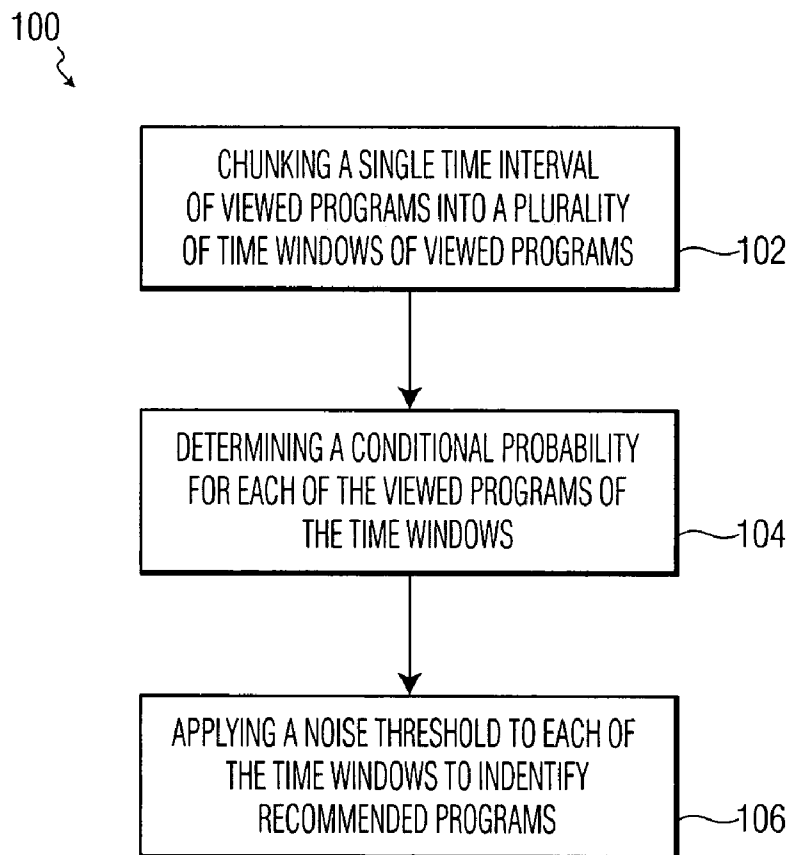 100
CHUNKING A SINGLE TIME INTERVAL
OF VIEWED PROGRAMS INTO A PLURALITY
OF TIME WINDOWS OF VIEWED PROGRAMS
102
DETERMINING A CONDITIONAL PROBABILITY
FOR EACH OF THE VIEWED PROGRAMS OF
THE TIME WINDOWS
104
APPLYING A NOISE THRESHOLD TO EACH OF
THE TIME WINDOWS TO INDENTIFY
RECOMMENDED PROGRAMS
106